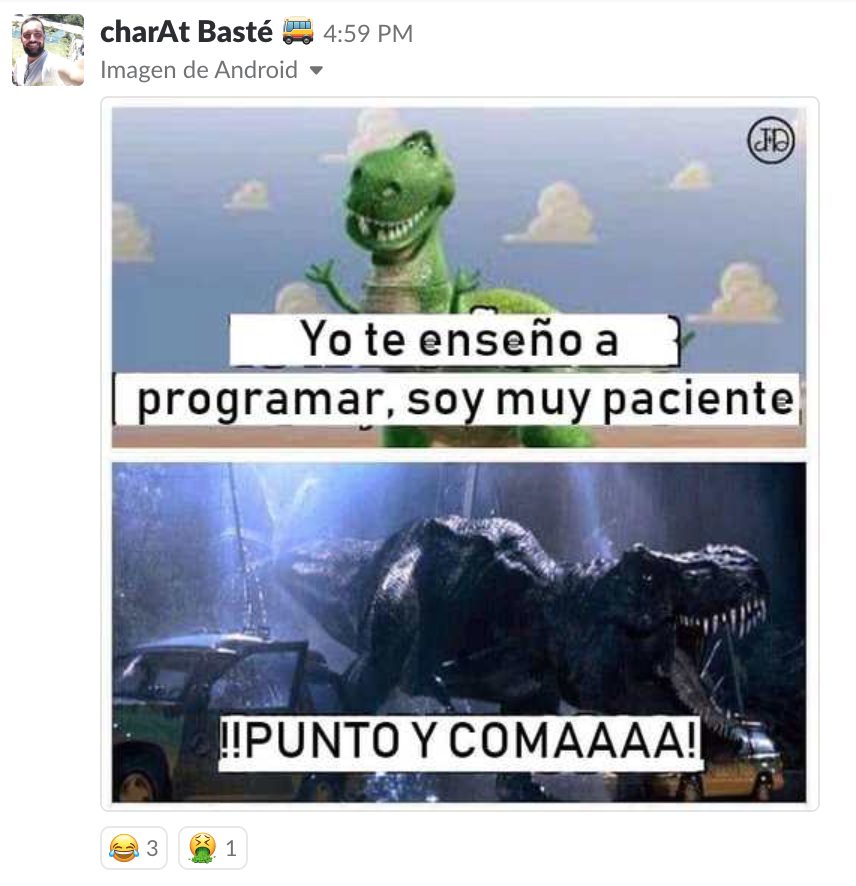 charAt Basté 4:59 PM
Imagen de Android
JD
Yo te enseño a
programar, soy muy paciente
!!PUNTO Y COMAAAA!
3 1